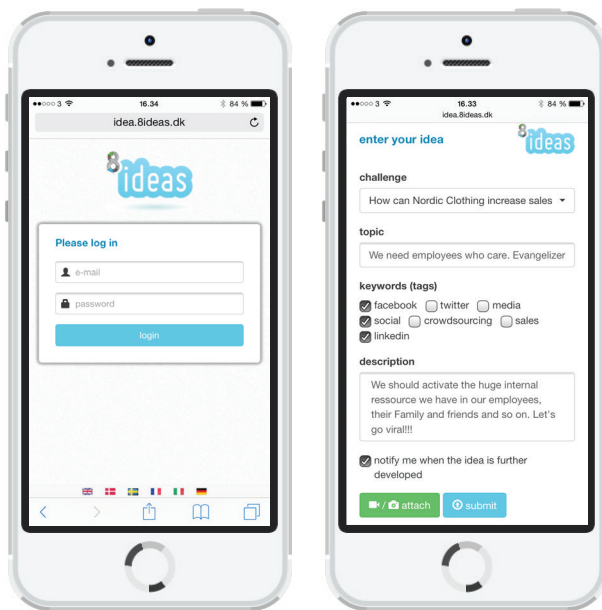 3 16.34 84 %
idea.8ideas.dk
8ideas
Please log in
e-mail
password
login
3 16.33 84 %
idea.8ideas.dk
enter your idea
8ideas
challenge
How can Nordic Clothing increase sales
topic
We need employees who care. Evangelizer
keywords (tags)
facebook twitter media
social crowdsourcing sales
linkedin
description
We should activate the huge internal
ressource we have in our employees,
their Family and friends and so on. Let's
go viral!!!
notify me when the idea is further
developed
/ attach submit